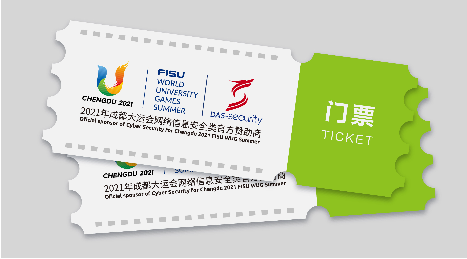 FISU
WORLD
UNIVERSITY
GAMES
SUMMER
CHENGDU 2021
DAS-security
2021年成都大运会网络信息安全类官方赞助商
Official sponsor of Cyber Security for Chengdu 2021 FISU WUG Summer
门票
TICKET
CHENGDU 2021
2021年成都大运会网络信息安全类官方赞助商
Official sponsor of Cyber Security for Chengdu 2021 FISU WUG Summer